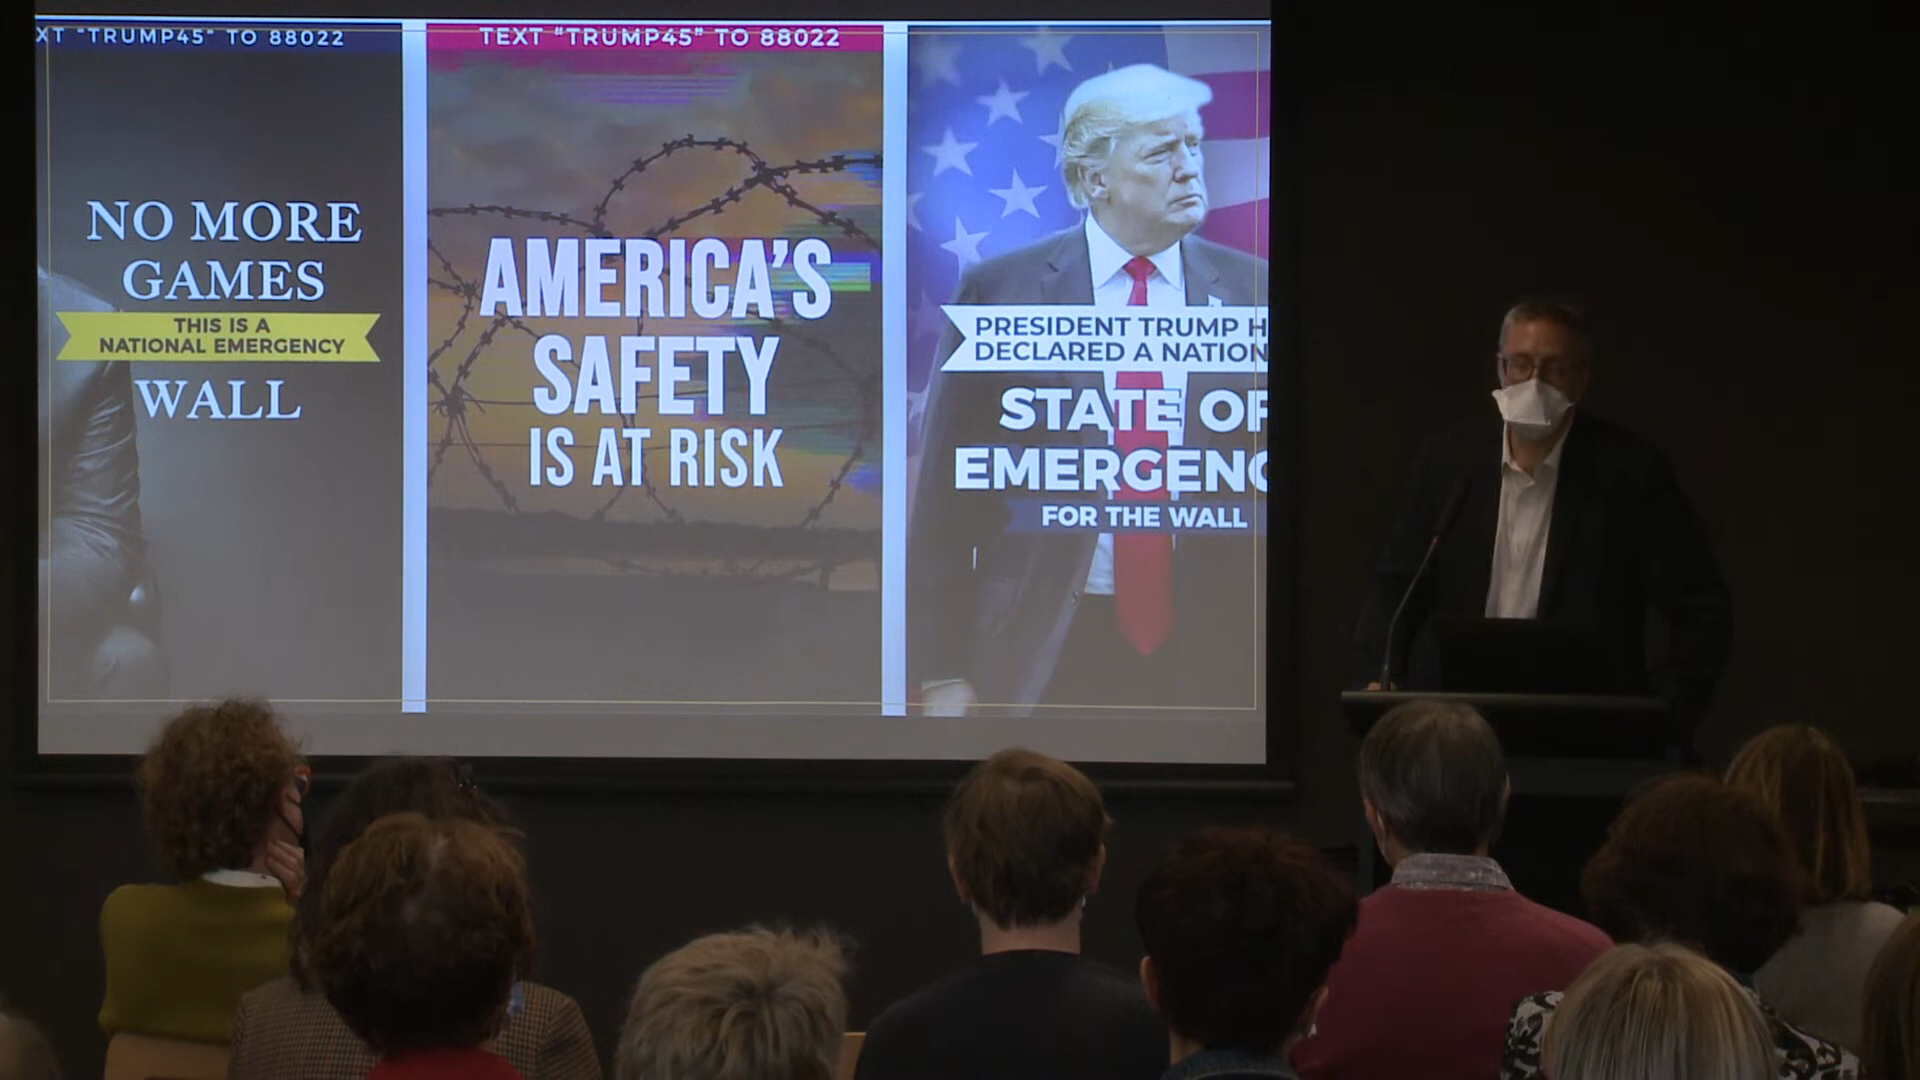 XT "TRUMP45" TO 88022
NO MORE
GAMES
THIS IS A
NATIONAL EMERGENCY
WALL
TEXT "TRUMP45" TO 88022
AMERICA'S
SAFETY
IS AT RISK
PRESIDENT TRUMP H
DECLARED A NATION
STATE OF
EMERGENC
FOR THE WALL